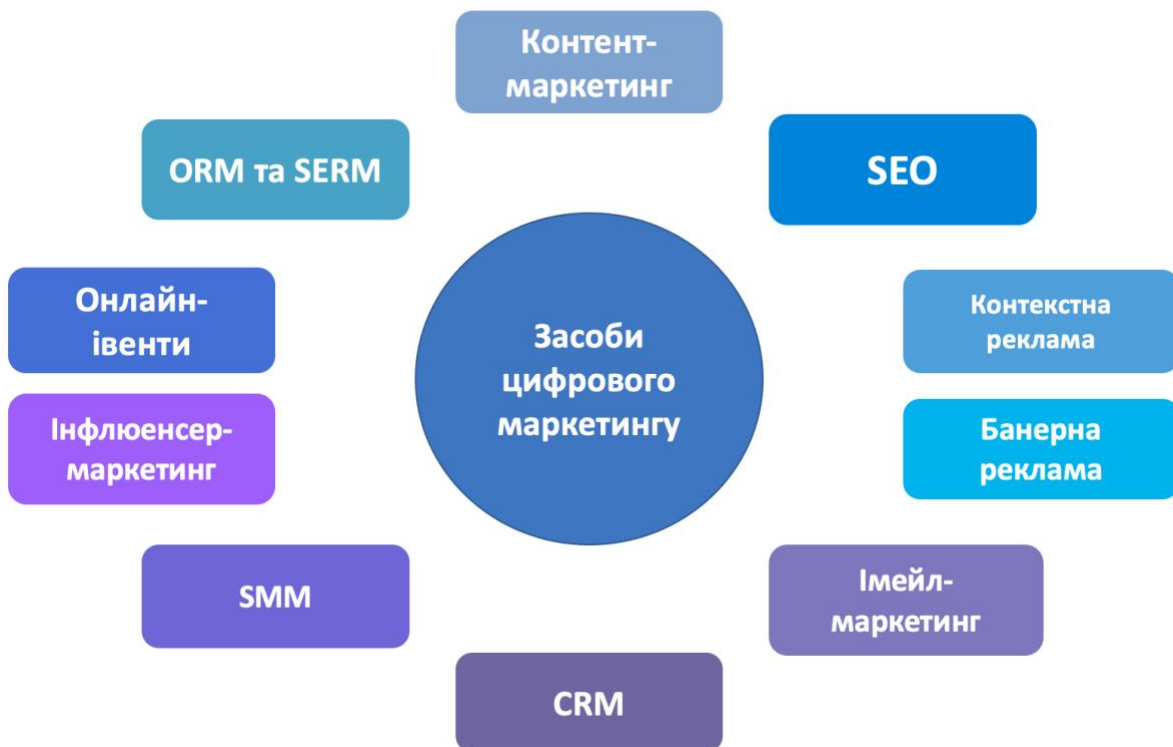 Контент-
маркетинг
ORM та SERM
SEO
Онлайн-
івенти
Засоби
цифрового
маркетингу
Контекстна
реклама
Інфлюенсер-
маркетинг
Банерна
реклама
SMM
Імейл-
маркетинг
CRM